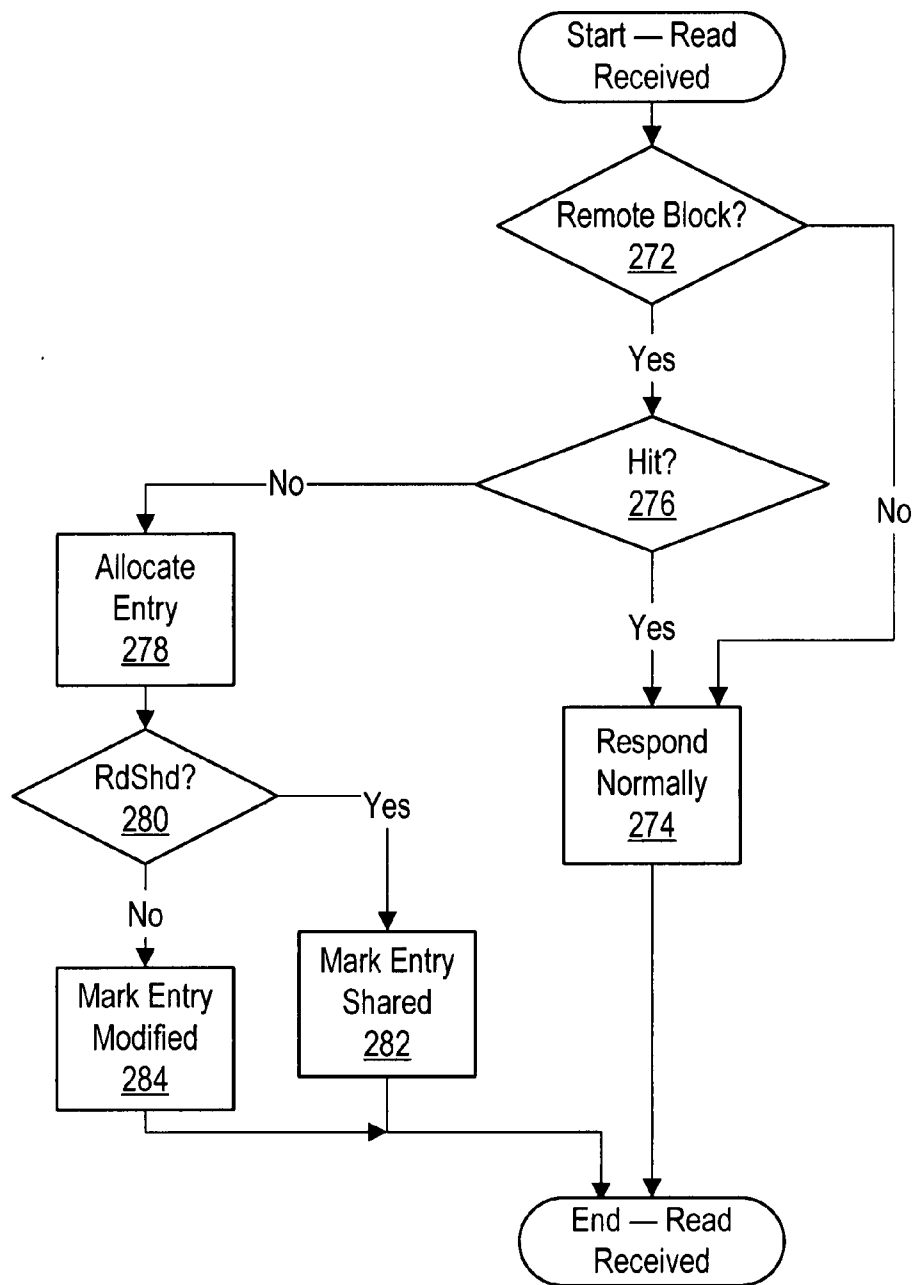 Start — Read
Received
Remote Block?
272
Yes
Hit?
276
No
No
Allocate
Entry
278
Yes
Respond
Normally
274
RdShd?
280
Yes
No
Mark Entry
Shared
282
Mark Entry
Modified
284
End — Read
Received